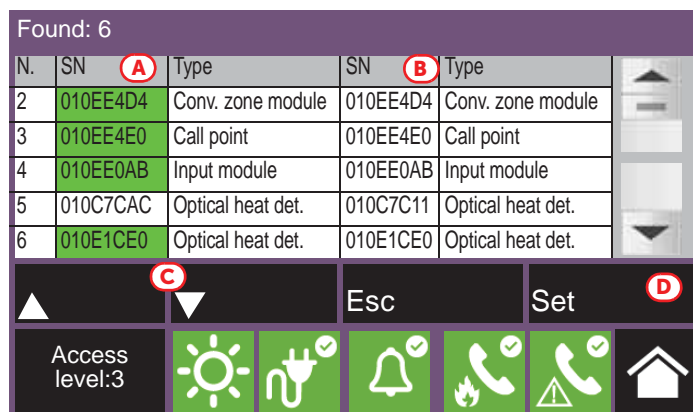 Found: 6
N. SN A Type SN B Type
2 010EE4D4 Conv. zone module 010EE4D4 Conv. zone module
3 010EE4E0 Call point 010EE4E0 Call point
4 010EE0AB Input module 010EE0AB Input module
5 010C7CAC Optical heat det. 010C7C11 Optical heat det.
6 010E1CE0 Optical heat det. 010E1CE0 Optical heat det.
C Esc Set D
Access
level:3